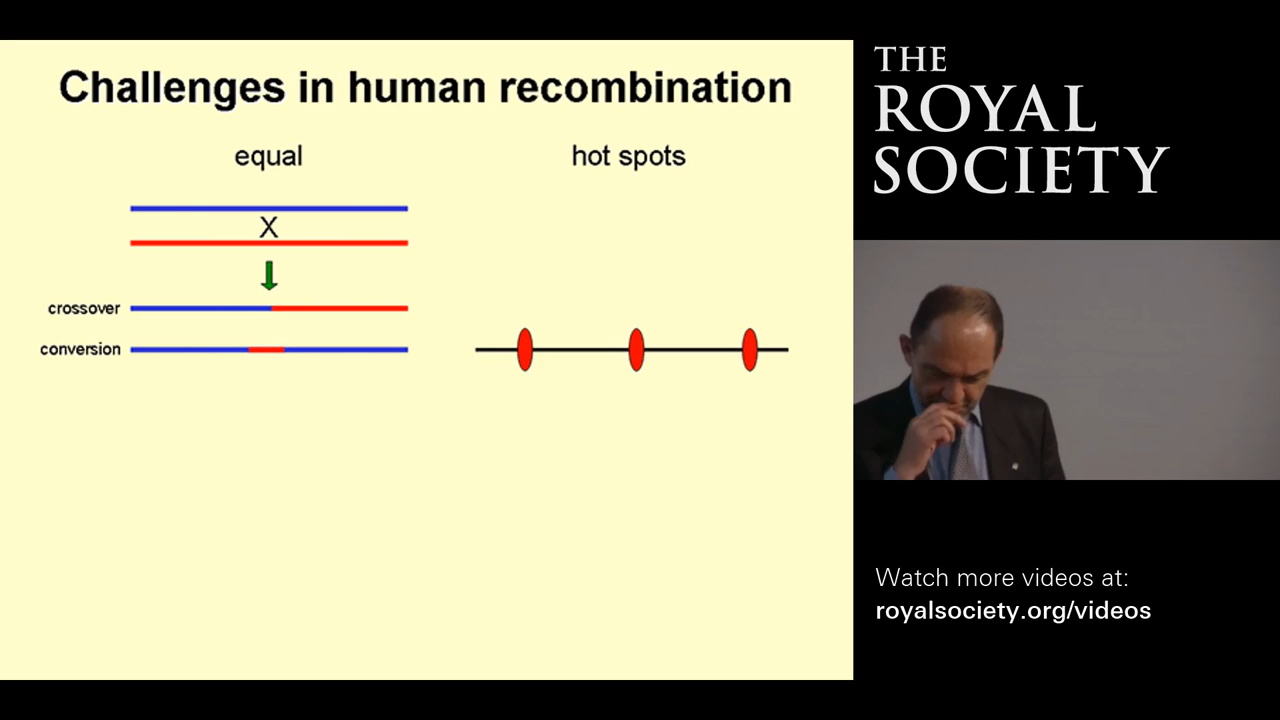 Challenges in human recombination
equal
hot spots
X
crossover
conversion
THE
ROYAL
SOCIETY
Watch more videos at:
royalsociety.org/videos